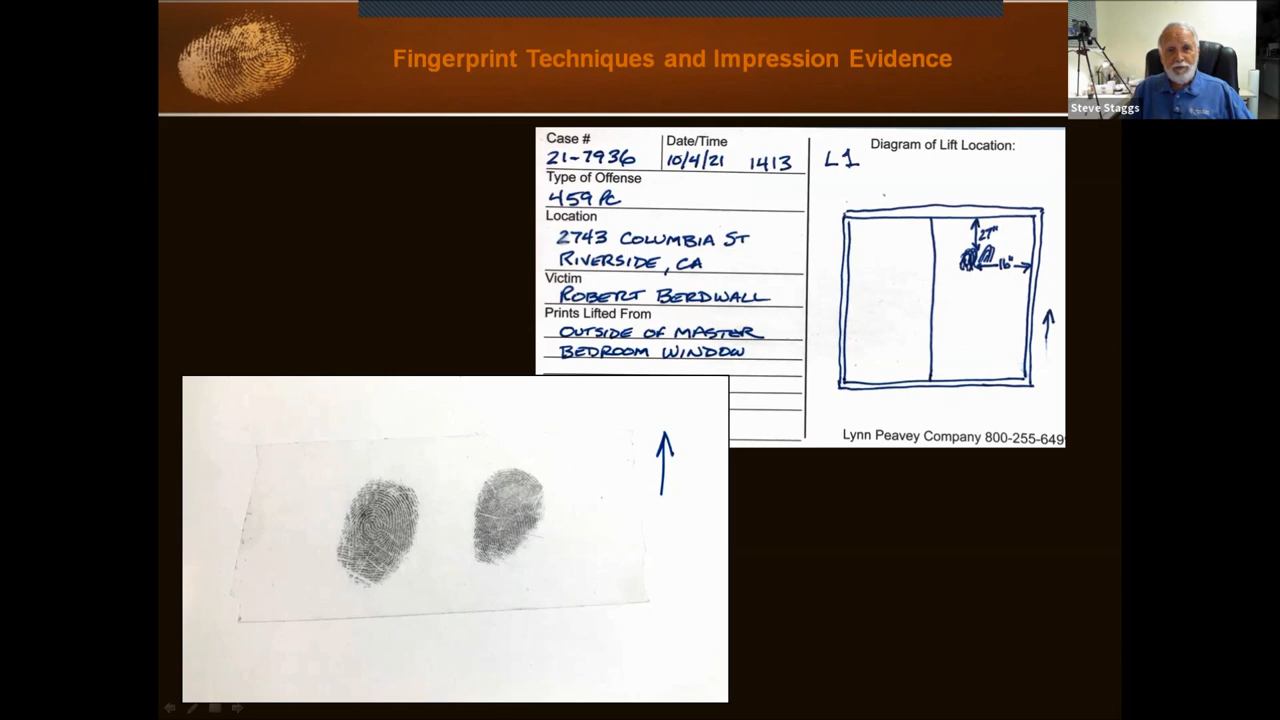 Fingerprint Techniques and Impression Evidence
Steve Staggs
Case #
21-7936
Date/Time
10/4/21 1413
Type of Offense
459 PC
Location
2743 COLUMBIA ST
RIVERSIDE, CA
Victim
ROBERT BERDWALL
Prints Lifted From
OUTSIDE OF MASTER
BEDROOM WINDOW
L1
Diagram of Lift Location:
27"
16"
Lynn Peavey Company 800-255-649